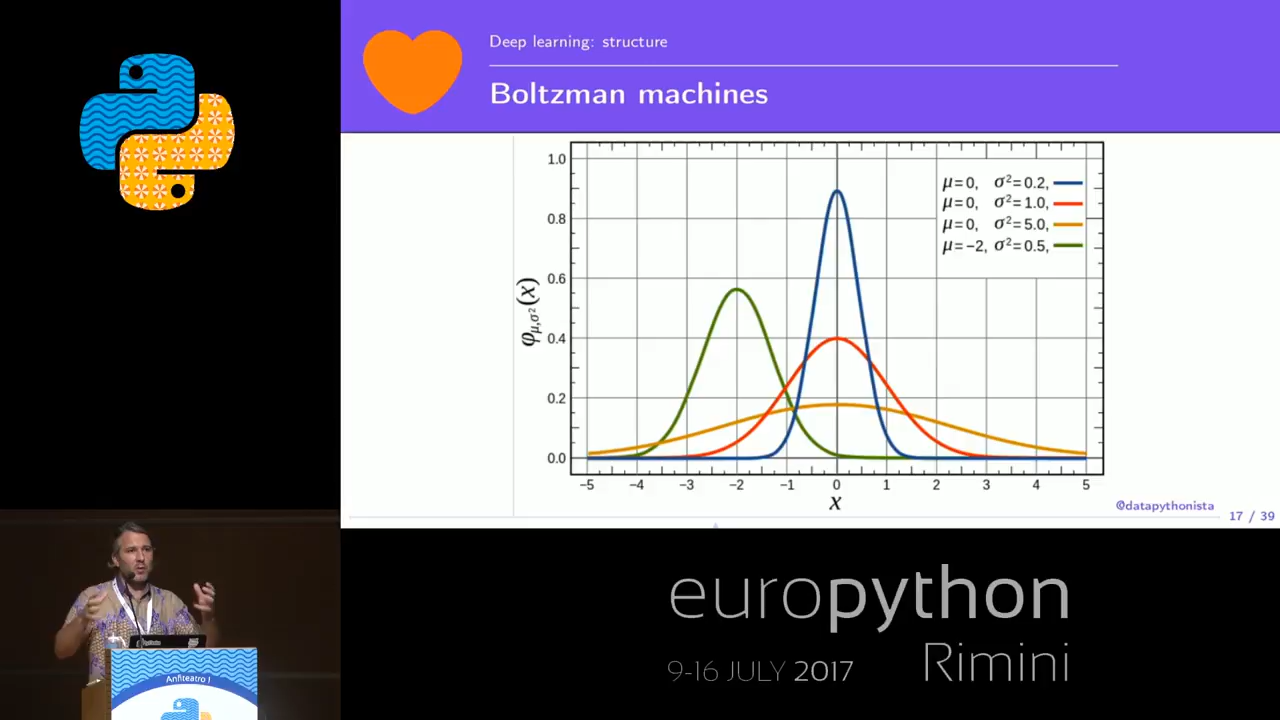 Deep learning: structure
Boltzman machines
1.0
0.8
0.6
0.4
0.2
0.0
φμ,σ²(x)
μ=0, σ²=0.2,
μ=0, σ²=1.0,
μ=0, σ²=5.0,
μ=−2, σ²=0.5,
−5 −4 −3 −2 −1 0 1 2 3 4 5
x
@datapythonista
17 / 39
europython
9-16 JULY 2017 Rimini
Anfiteatro I